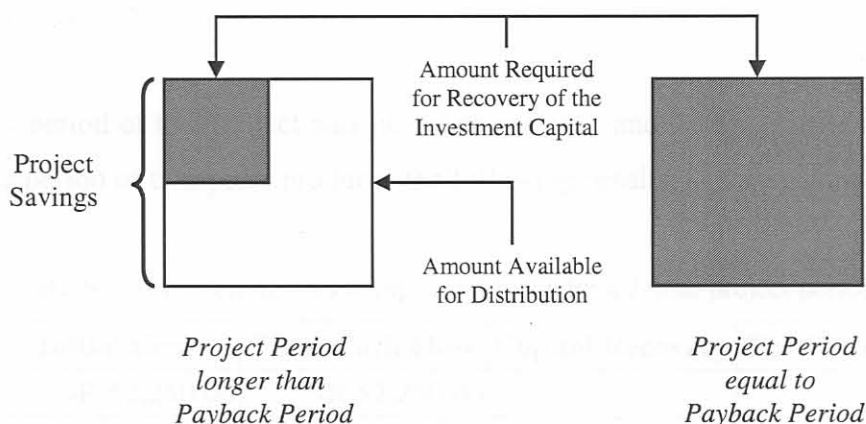 Amount Required
for Recovery of the
Investment Capital
Project
Savings
Amount Available
for Distribution
Project Period
longer than
Payback Period
Project Period
equal to
Payback Period